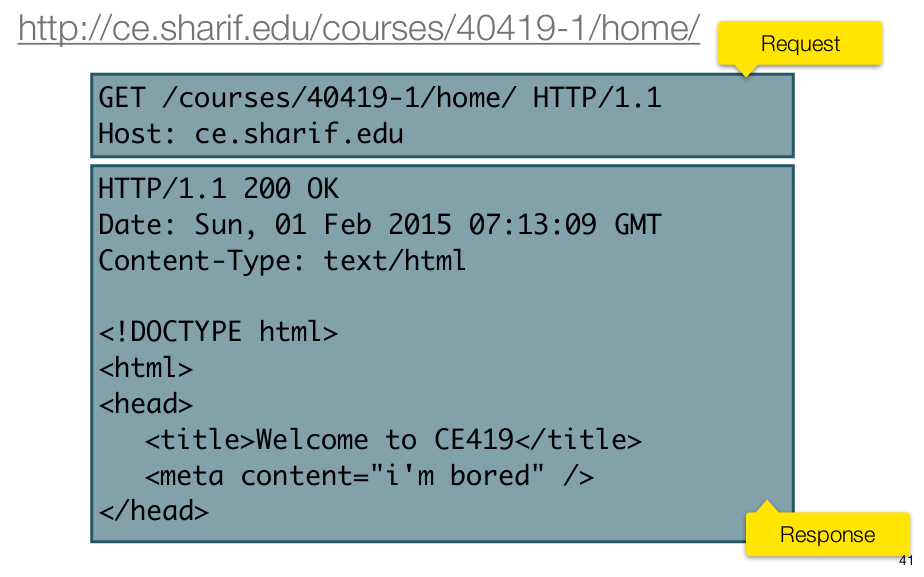 http://ce.sharif.edu/courses/40419-1/home/
Request
GET /courses/40419-1/home/ HTTP/1.1
Host: ce.sharif.edu
HTTP/1.1 200 OK
Date: Sun, 01 Feb 2015 07:13:09 GMT
Content-Type: text/html
<!DOCTYPE html>
<html>
<head>
<title>Welcome to CE419</title>
<meta content="i'm bored" />
</head>
Response
41